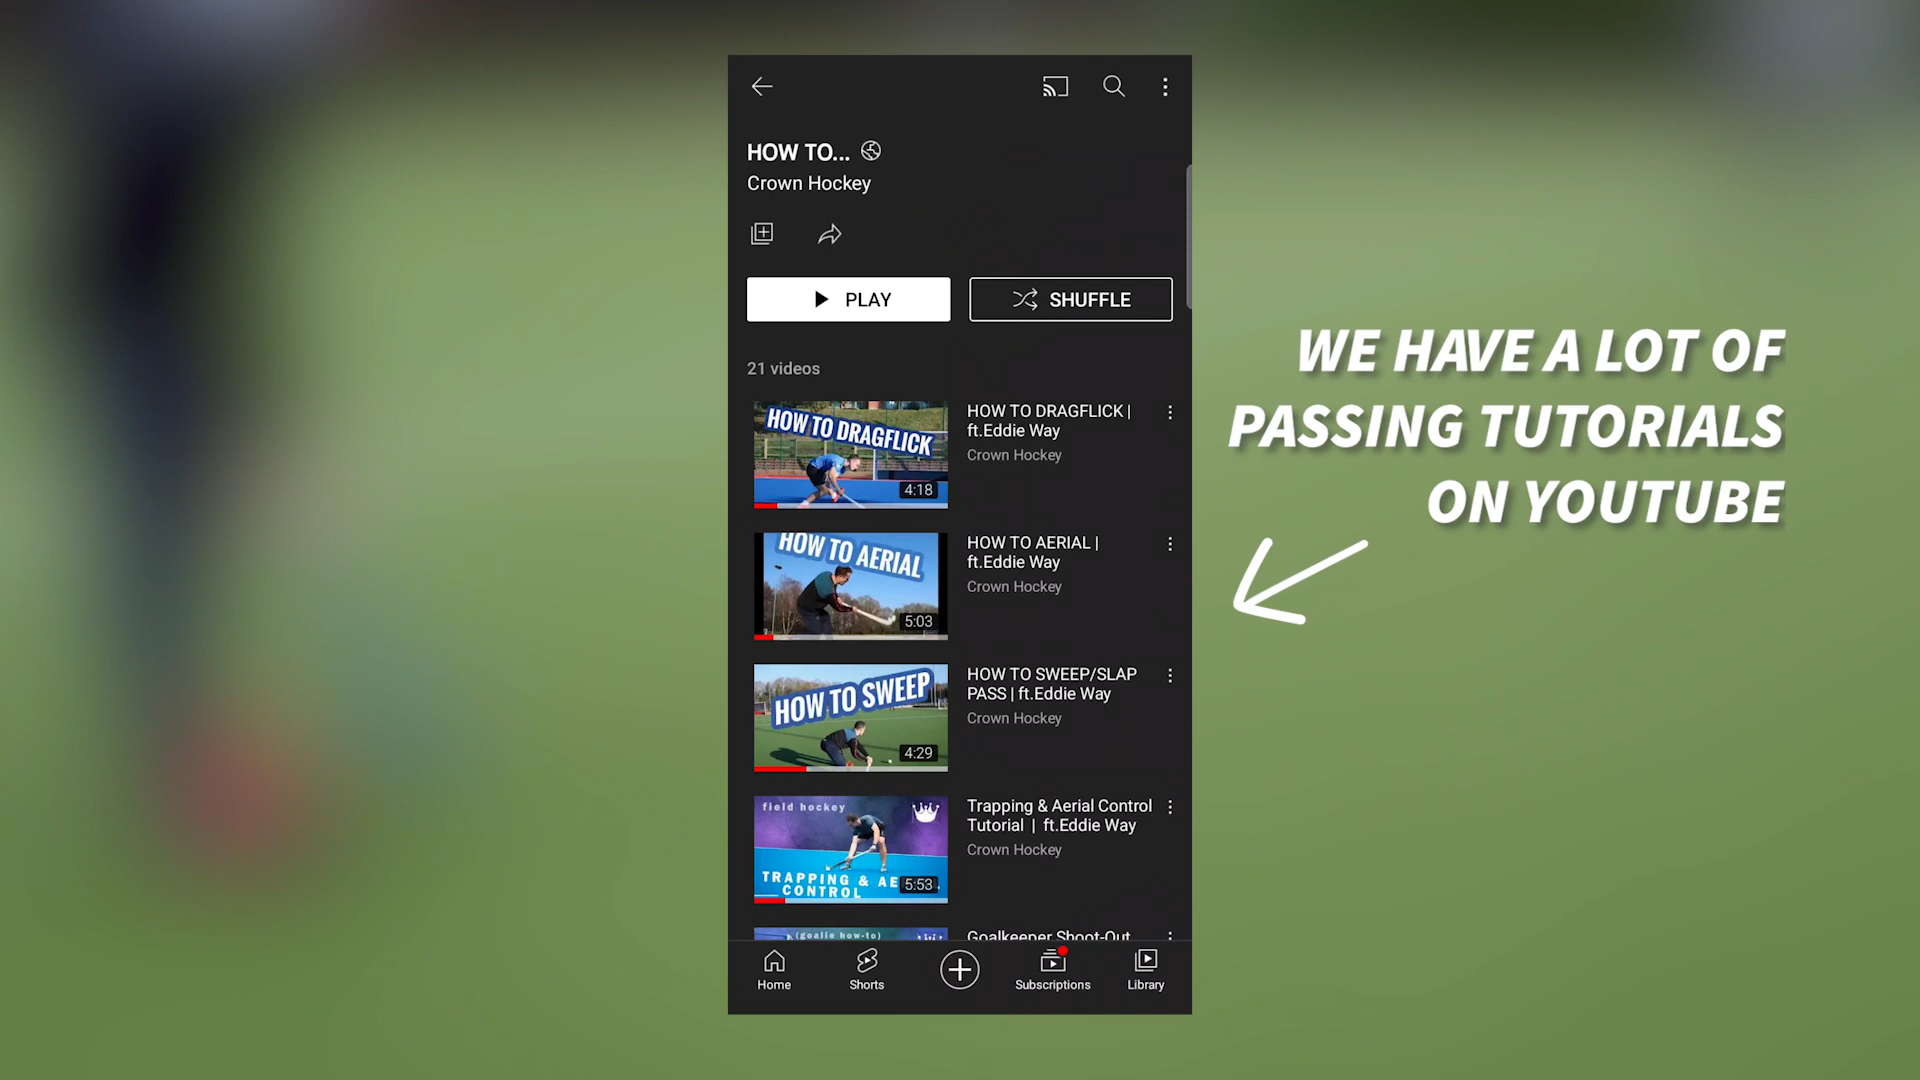 HOW TO...
Crown Hockey
PLAY
SHUFFLE
21 videos
HOW TO DRAGFLICK
4:18
HOW TO DRAGFLICK |
ft.Eddie Way
Crown Hockey
HOW TO AERIAL
5:03
HOW TO AERIAL |
ft.Eddie Way
Crown Hockey
HOW TO SWEEP
4:29
HOW TO SWEEP/SLAP
PASS | ft.Eddie Way
Crown Hockey
field hockey
TRAPPING & AE
CONTROL
5:53
Trapping & Aerial Control
Tutorial | ft.Eddie Way
Crown Hockey
(goalie how-to)
Goalkeeper Shoot-Out
Home
Shorts
Subscriptions
Library
WE HAVE A LOT OF
PASSING TUTORIALS
ON YOUTUBE